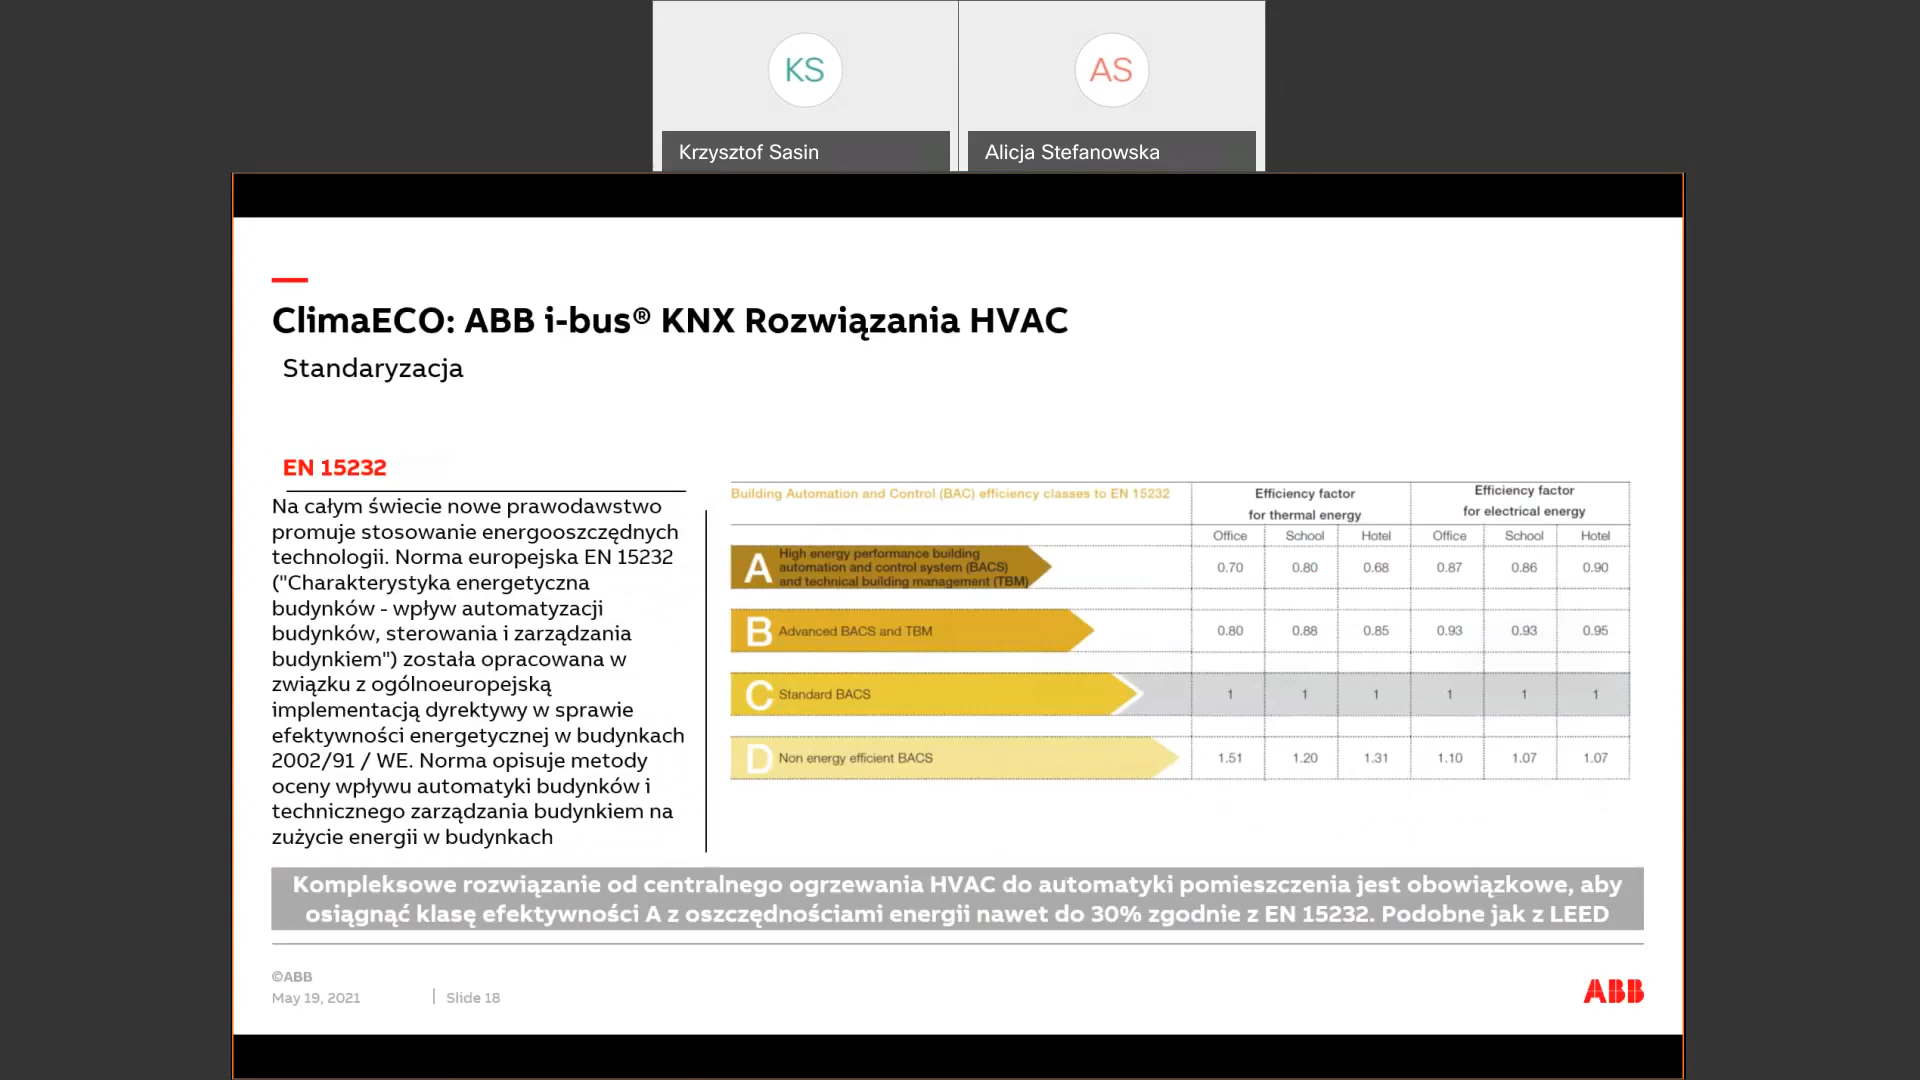 KS
AS
Krzysztof Sasin
Alicja Stefanowska
ClimaECO: ABB i-bus® KNX Rozwiązania HVAC
Standaryzacja
EN 15232
Na całym świecie nowe prawodawstwo
promuje stosowanie energooszczędnych
technologii. Norma europejska EN 15232
("Charakterystyka energetyczna
budynków - wpływ automatyzacji
budynków, sterowania i zarządzania
budynkiem") została opracowana w
związku z ogólnoeuropejską
implementacją dyrektywy w sprawie
efektywności energetycznej w budynkach
2002/91 / WE. Norma opisuje metody
oceny wpływu automatyki budynków i
technicznego zarządzania budynkiem na
zużycie energii w budynkach
Building Automation and Control (BAC) efficiency classes to EN 15232
Efficiency factor
for thermal energy
Efficiency factor
for electrical energy
Office School Hotel Office School Hotel
A High energy performance building
automation and control system (BACS)
and technical building management (TBM)
0.70 0.80 0.68 0.87 0.86 0.90
B Advanced BACS and TBM 0.80 0.88 0.85 0.93 0.93 0.95
C Standard BACS 1 1 1 1 1 1
D Non energy efficient BACS 1.51 1.20 1.31 1.10 1.07 1.07
Kompleksowe rozwiązanie od centralnego ogrzewania HVAC do automatyki pomieszczenia jest obowiązkowe, aby
osiągnąć klasę efektywności A z oszczędnościami energii nawet do 30% zgodnie z EN 15232. Podobne jak z LEED
©ABB
May 19, 2021 | Slide 18
ABB